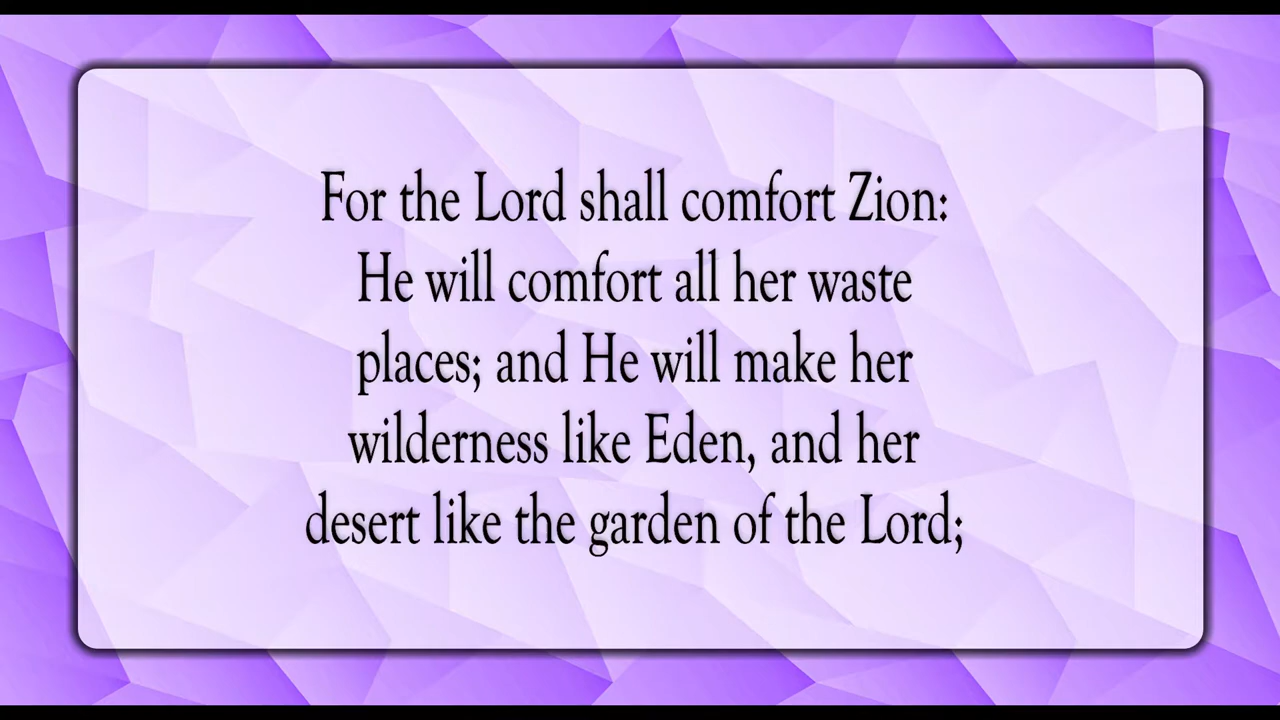 For the Lord shall comfort Zion:
He will comfort all her waste
places; and He will make her
wilderness like Eden, and her
desert like the garden of the Lord;